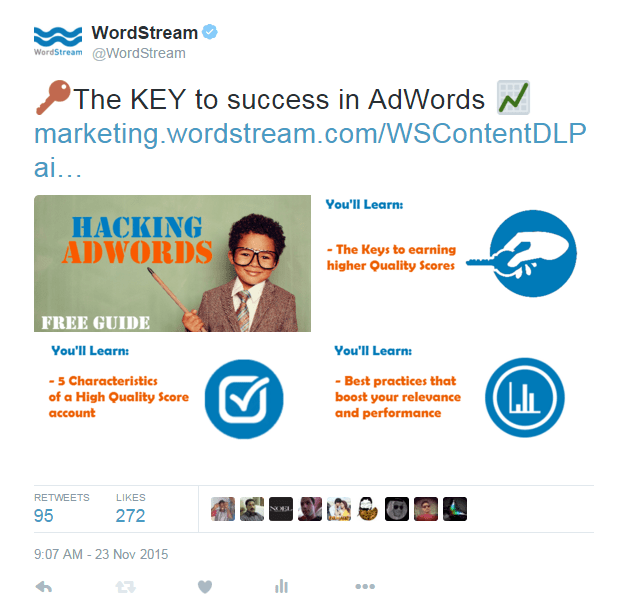 WordStream
WordStream
@WordStream
The KEY to success in AdWords
marketing.wordstream.com/WSContentDLP
ai…
HACKING
ADWORDS
FREE GUIDE
You'll Learn:
- The Keys to earning
higher Quality Scores
You'll Learn:
- 5 Characteristics
of a High Quality Score
account
You'll Learn:
- Best practices that
boost your relevance
and performance
RETWEETS
LIKES
95
272
NOEL
9:07 AM - 23 Nov 2015